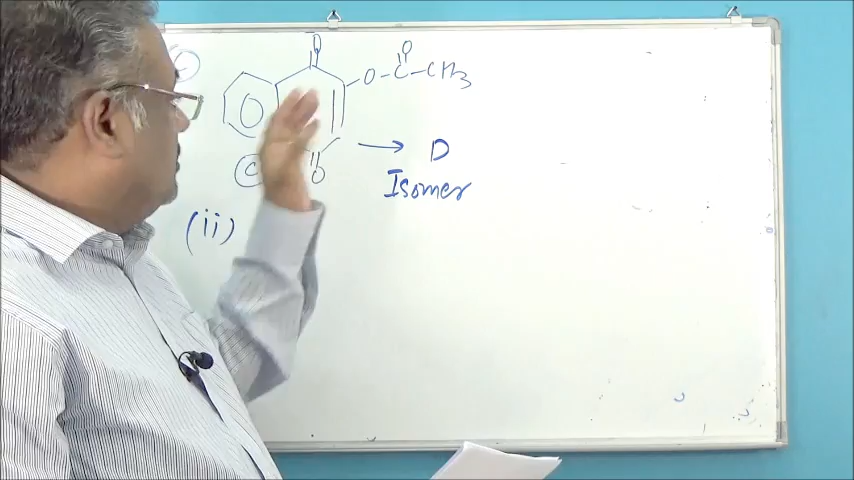 O
O - C - CH3
O
C
O
→ D
Isomer
(ii)